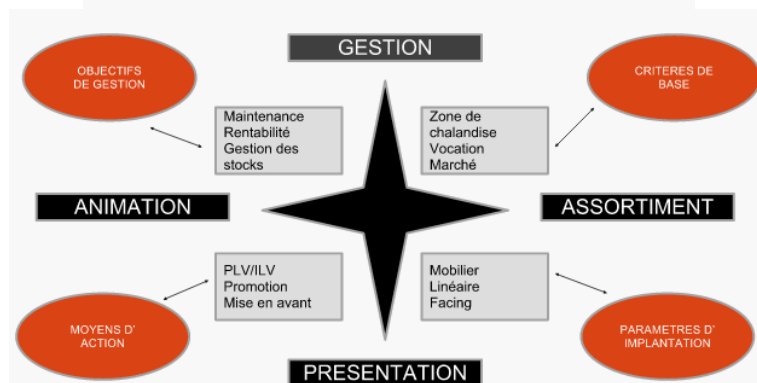 GESTION
OBJECTIFS
DE GESTION
CRITERES DE
BASE
Maintenance
Rentabilité
Gestion des
stocks
Zone de
chalandise
Vocation
Marché
ANIMATION
ASSORTIMENT
PLV/ILV
Promotion
Mise en avant
Mobilier
Linéaire
Facing
MOYENS D'
ACTION
PARAMETRES D'
IMPLANTATION
PRESENTATION